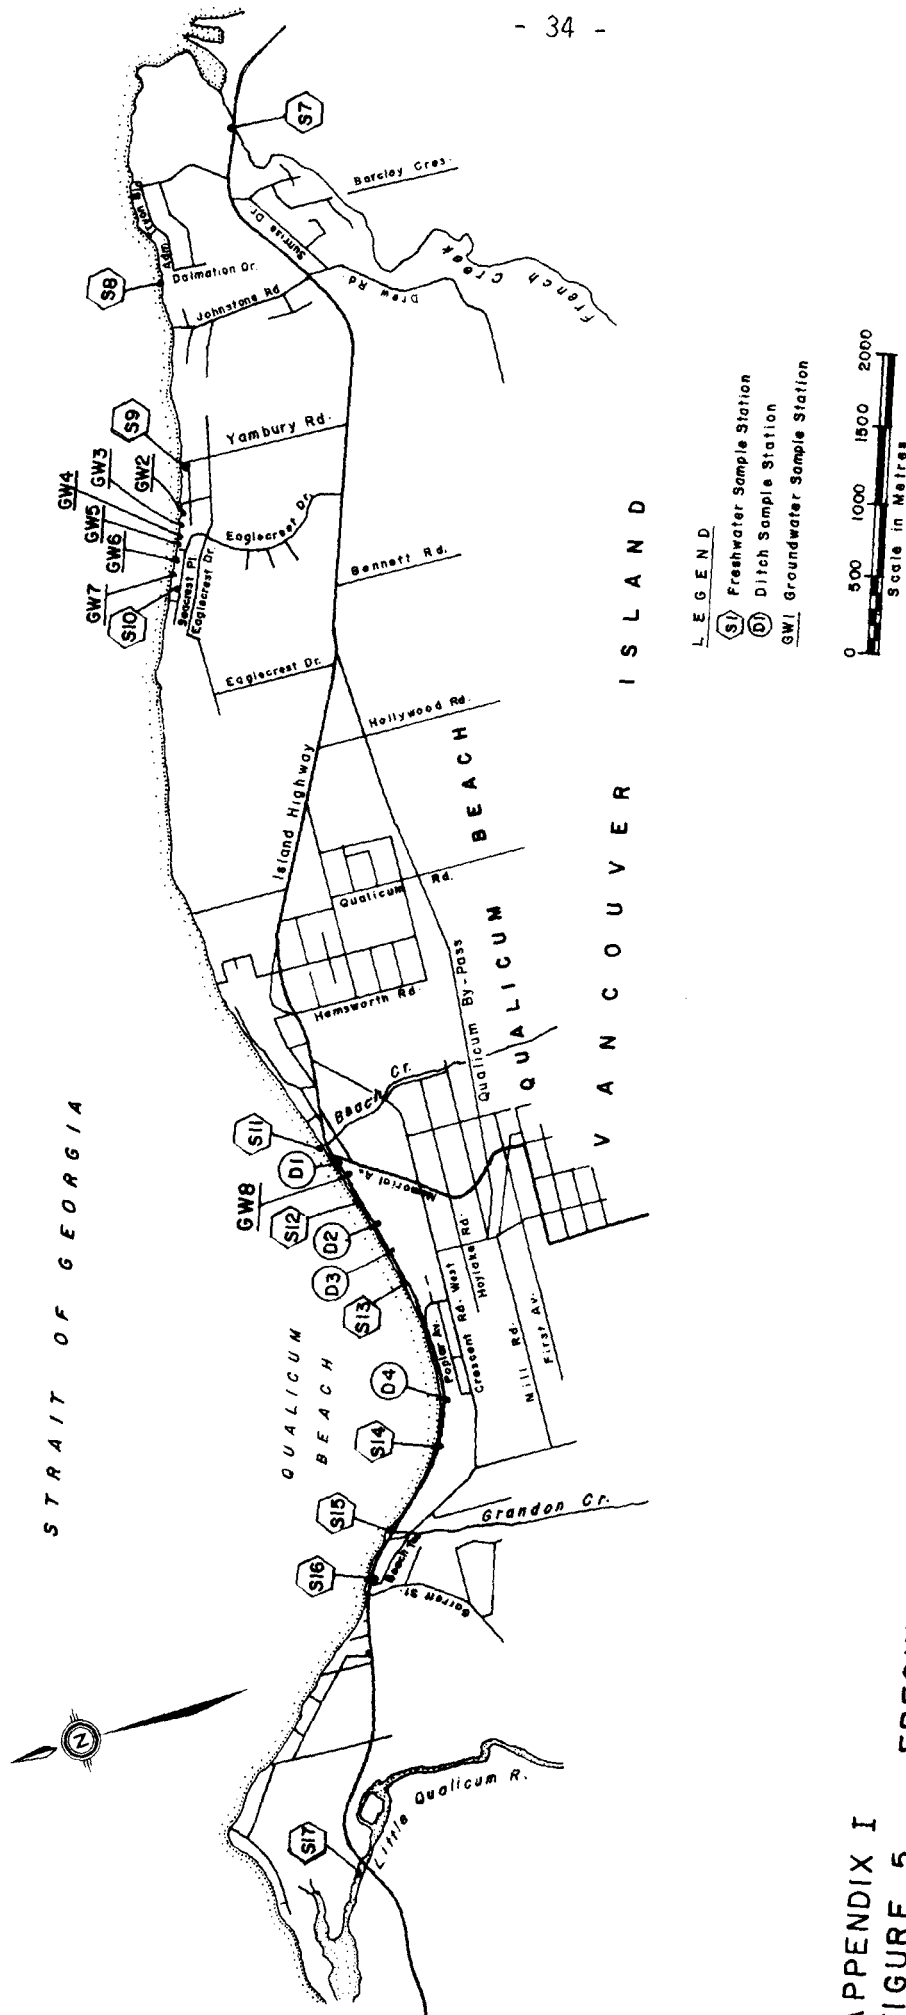 - 34 -
STRAIT OF GEORGIA
QUALICUM
BEACH
VANCOUVER ISLAND
QUALICUM BEACH
N
S17
S16
S15
S14
D4
S13
D3
D2
S12
GW8
D1
S11
S10
GW7
GW6
GW5
GW4
GW3
GW2
S9
S8
S7
Little Qualicum R.
Barrett St.
Beach Rd.
Grandon Cr.
Poplar Av.
Crescent Rd. West
Hoylake Rd.
Mill Rd.
First Av.
Memorial Av.
Beach Cr.
Qualicum By-Pass
Hemsworth Rd.
Qualicum Rd.
Island Highway
Hollywood Rd.
Eaglecrest Dr.
Bennett Rd.
Seacrest Pl.
Eaglecrest Dr.
Eaglecrest Dr.
Yambury Rd.
Johnstone Rd
Dalmation Dr.
Adm. Tryon
Sunrise Dr.
Drew Rd.
Barclay Cres.
French Creek
LEGEND
S1 Freshwater Sample Station
D1 Ditch Sample Station
GW1 Groundwater Sample Station
0 500 1000 1500 2000
Scale in Metres
APPENDIX I
FIGURE 5